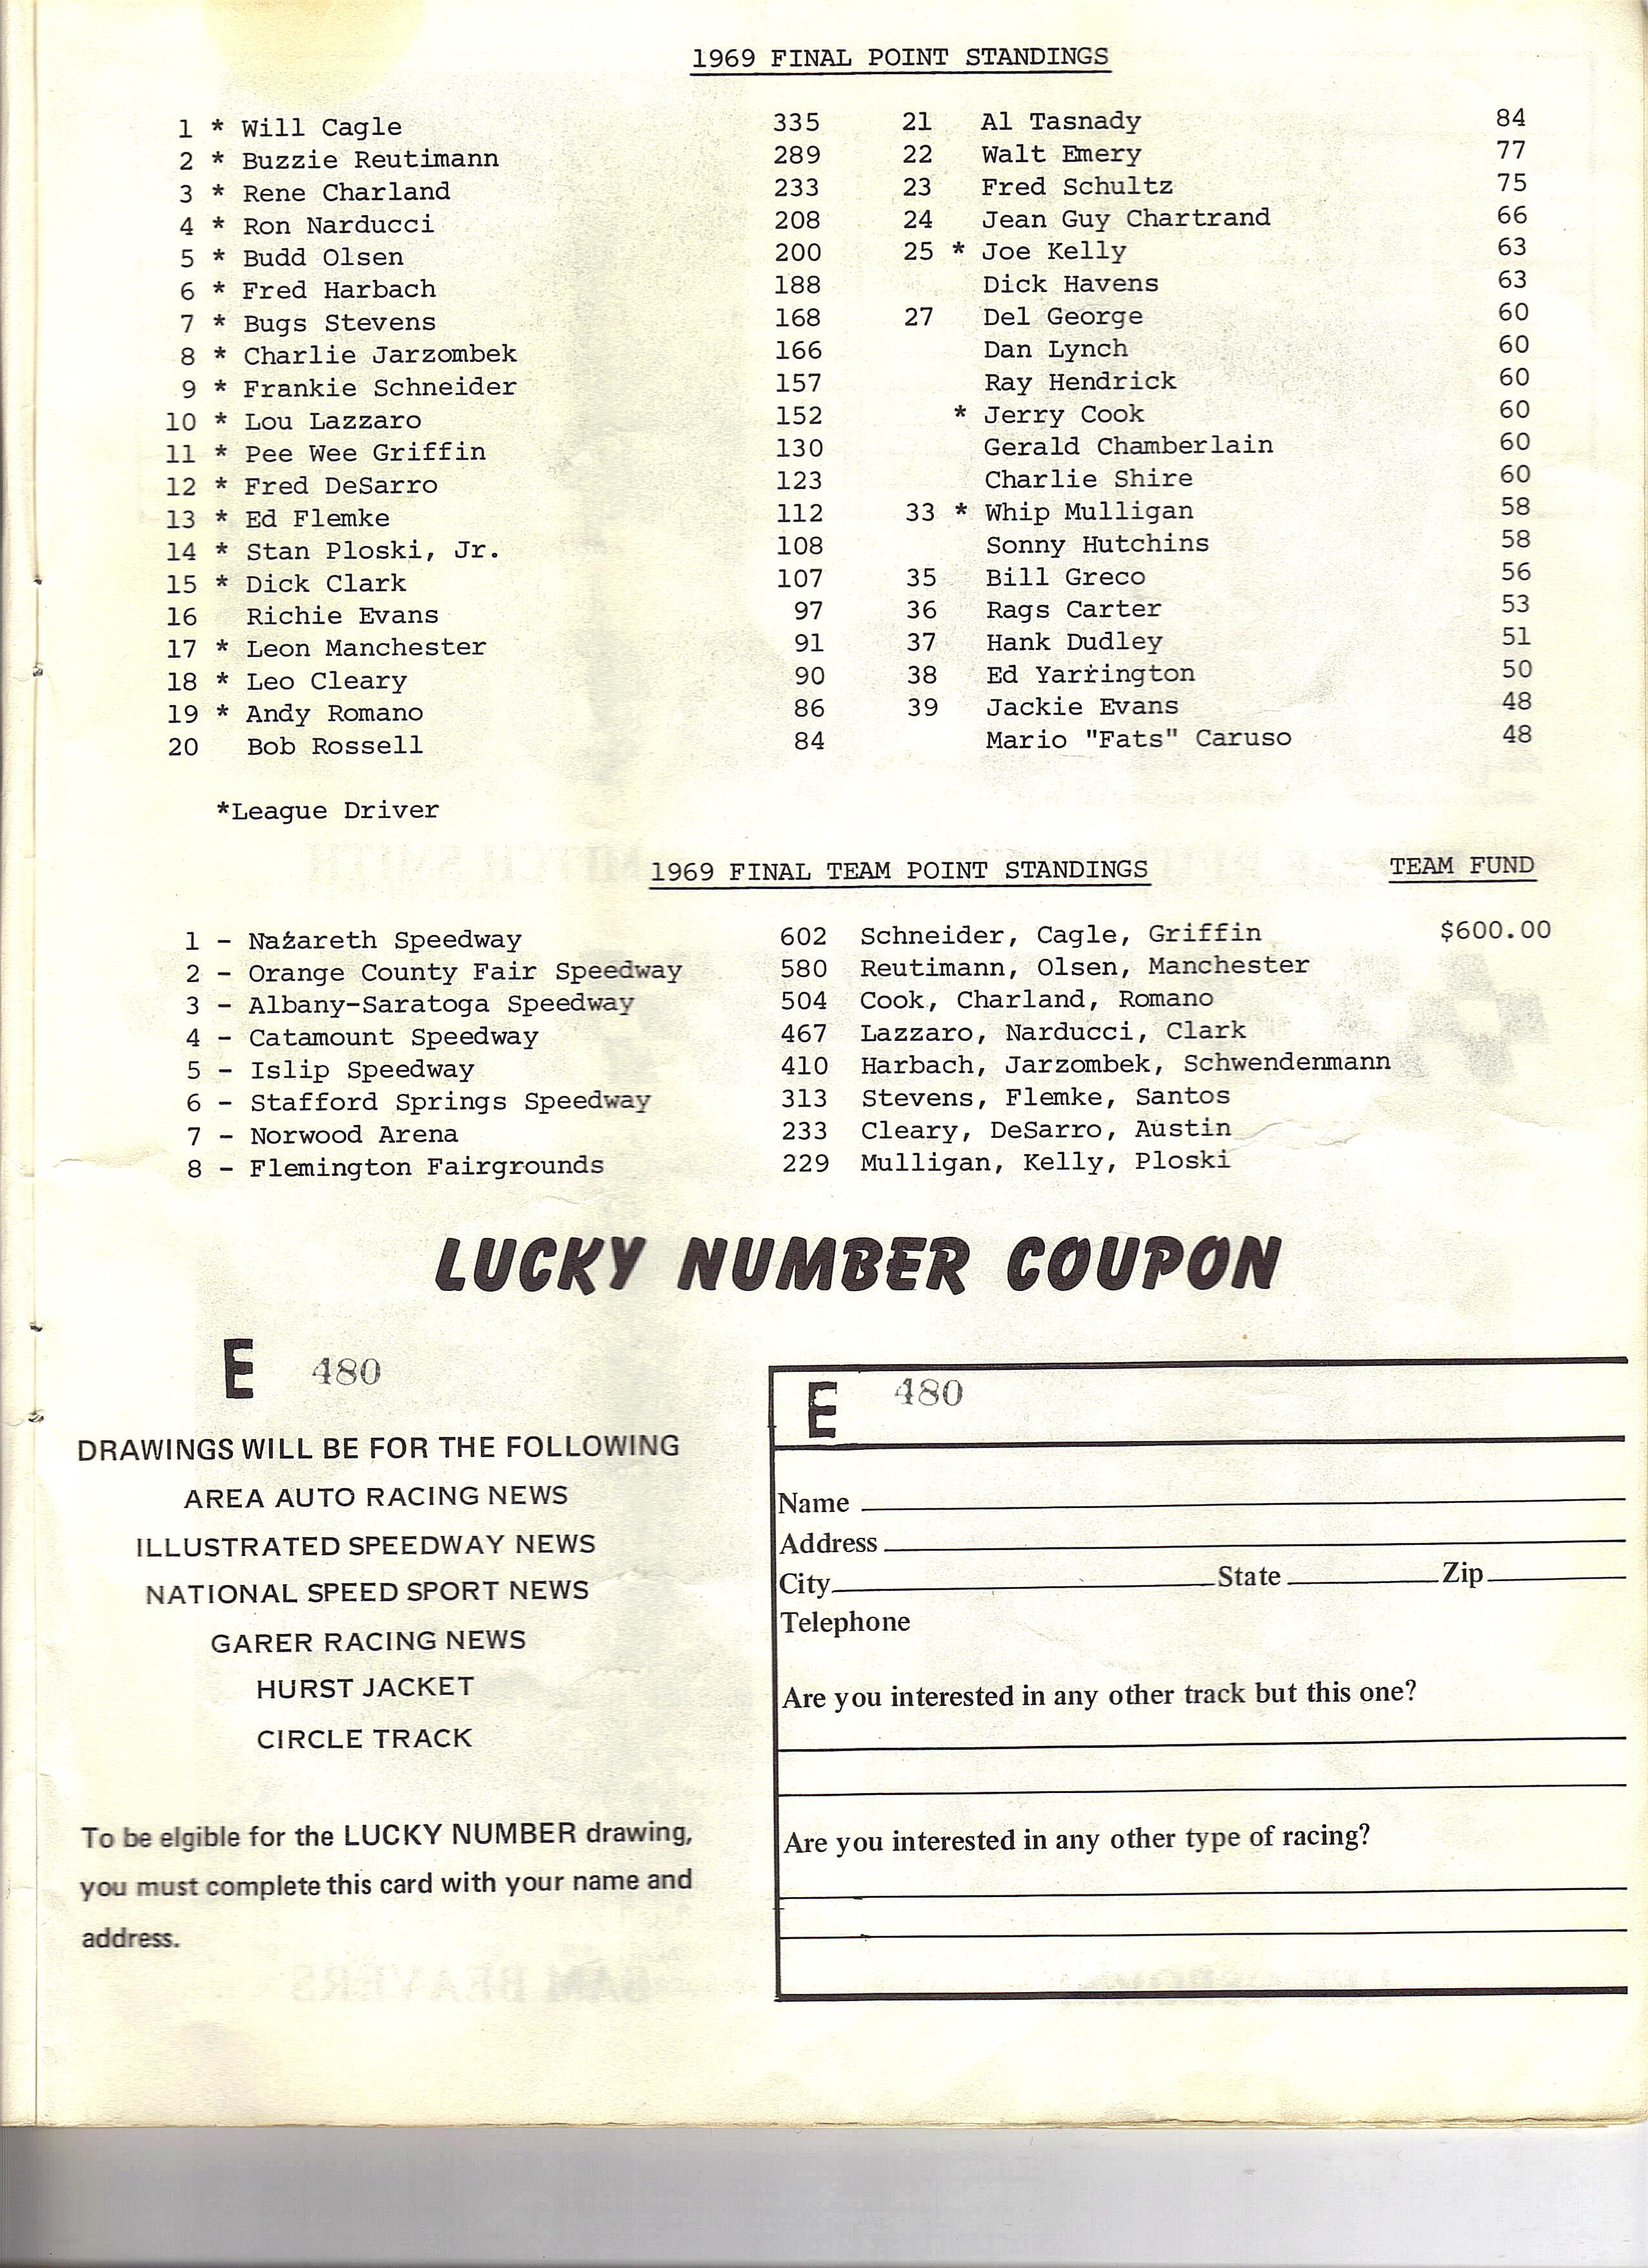 1969 FINAL POINT STANDINGS
1 * Will Cagle 335
2 * Buzzie Reutimann 289
3 * Rene Charland 233
4 * Ron Narducci 208
5 * Budd Olsen 200
6 * Fred Harbach 188
7 * Bugs Stevens 168
8 * Charlie Jarzombek 166
9 * Frankie Schneider 157
10 * Lou Lazzaro 152
11 * Pee Wee Griffin 130
12 * Fred DeSarro 123
13 * Ed Flemke 112
14 * Stan Ploski, Jr. 108
15 * Dick Clark 107
16 Richie Evans 97
17 * Leon Manchester 91
18 * Leo Cleary 90
19 * Andy Romano 86
20 Bob Rossell 84
21 Al Tasnady 84
22 Walt Emery 77
23 Fred Schultz 75
24 Jean Guy Chartrand 66
25 * Joe Kelly 63
Dick Havens 63
27 Del George 60
Dan Lynch 60
Ray Hendrick 60
* Jerry Cook 60
Gerald Chamberlain 60
Charlie Shire 60
33 * Whip Mulligan 58
Sonny Hutchins 58
35 Bill Greco 56
36 Rags Carter 53
37 Hank Dudley 51
38 Ed Yarrington 50
39 Jackie Evans 48
Mario "Fats" Caruso 48
*League Driver
1969 FINAL TEAM POINT STANDINGS TEAM FUND
1 - Nazareth Speedway 602 Schneider, Cagle, Griffin $600.00
2 - Orange County Fair Speedway 580 Reutimann, Olsen, Manchester
3 - Albany-Saratoga Speedway 504 Cook, Charland, Romano
4 - Catamount Speedway 467 Lazzaro, Narducci, Clark
5 - Islip Speedway 410 Harbach, Jarzombek, Schwendenmann
6 - Stafford Springs Speedway 313 Stevens, Flemke, Santos
7 - Norwood Arena 233 Cleary, DeSarro, Austin
8 - Flemington Fairgrounds 229 Mulligan, Kelly, Ploski
LUCKY NUMBER COUPON
E 480
DRAWINGS WILL BE FOR THE FOLLOWING
AREA AUTO RACING NEWS
ILLUSTRATED SPEEDWAY NEWS
NATIONAL SPEED SPORT NEWS
GARER RACING NEWS
HURST JACKET
CIRCLE TRACK
To be elgible for the LUCKY NUMBER drawing,
you must complete this card with your name and
address.
E 480
Name
Address
City State Zip
Telephone
Are you interested in any other track but this one?
Are you interested in any other type of racing?